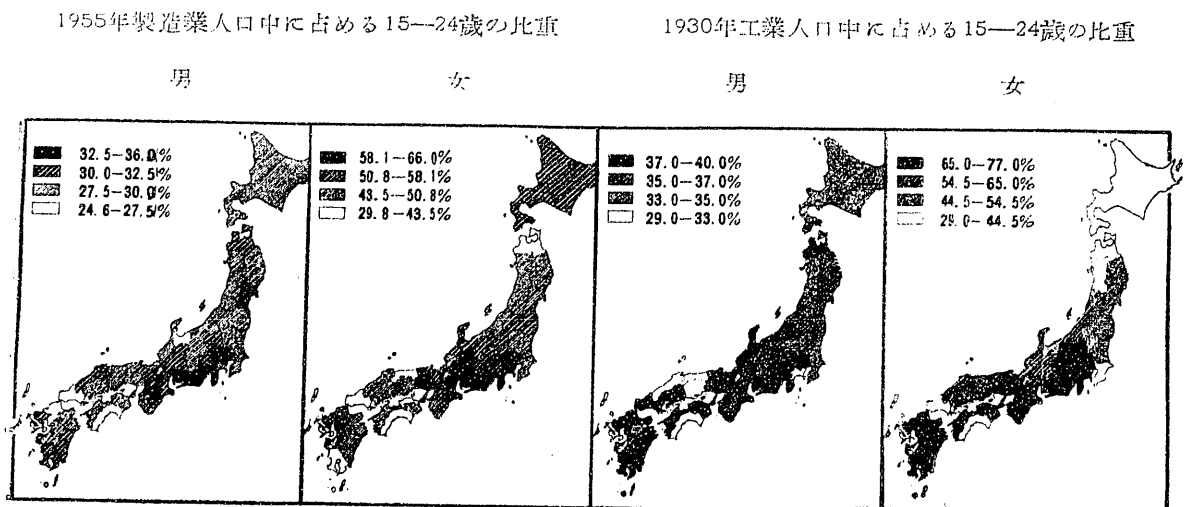 1955年製造業人口中に占める15—24歳の比重
1930年工業人口中に占める15—24歳の比重
男
女
男
女
32.5—36.0%
30.0—32.5%
27.5—30.0%
24.6—27.5%
58.1—66.0%
50.8—58.1%
43.5—50.8%
29.8—43.5%
37.0—40.0%
35.0—37.0%
33.0—35.0%
29.0—33.0%
65.0—77.0%
54.5—65.0%
44.5—54.5%
29.0—44.5%